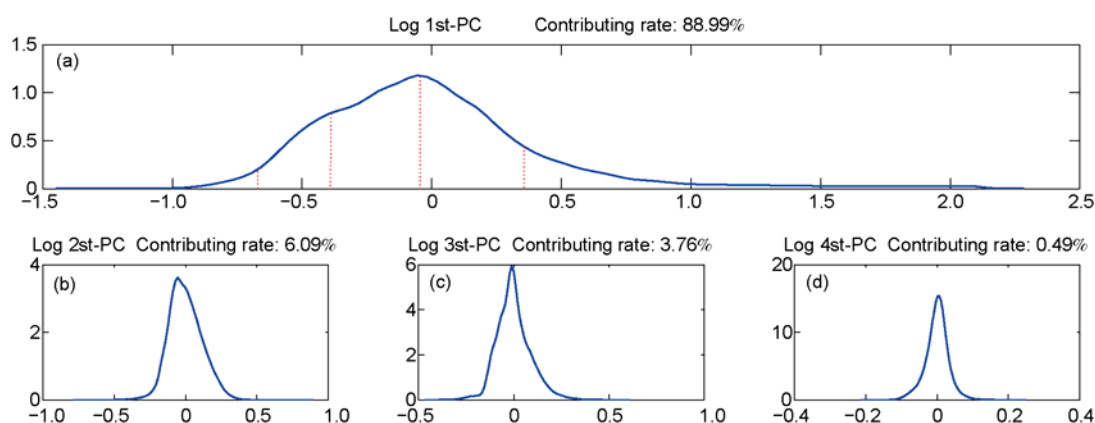 Log 1st-PC Contributing rate: 88.99%
(a)
1.5
1.0
0.5
0
−1.5 −1.0 −0.5 0 0.5 1.0 1.5 2.0 2.5
Log 2st-PC Contributing rate: 6.09%
(b)
4
2
0
−1.0 −0.5 0 0.5 1.0
Log 3st-PC Contributing rate: 3.76%
(c)
6
4
2
0
−0.5 0 0.5 1.0
Log 4st-PC Contributing rate: 0.49%
(d)
20
10
0
−0.4 −0.2 0 0.2 0.4